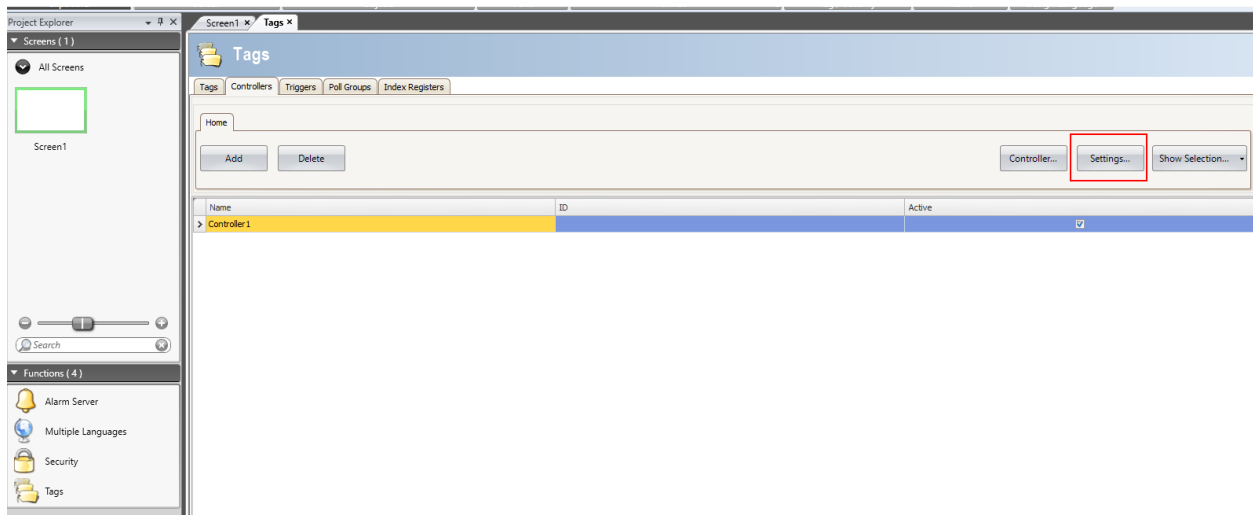 Project Explorer
Screen1
Tags
Screens ( 1 )
All Screens
Screen1
Search
Functions ( 4 )
Alarm Server
Multiple Languages
Security
Tags
Tags
Tags Controllers Triggers Poll Groups Index Registers
Home
Add Delete Controller... Settings... Show Selection...
Name ID Active
Controller1